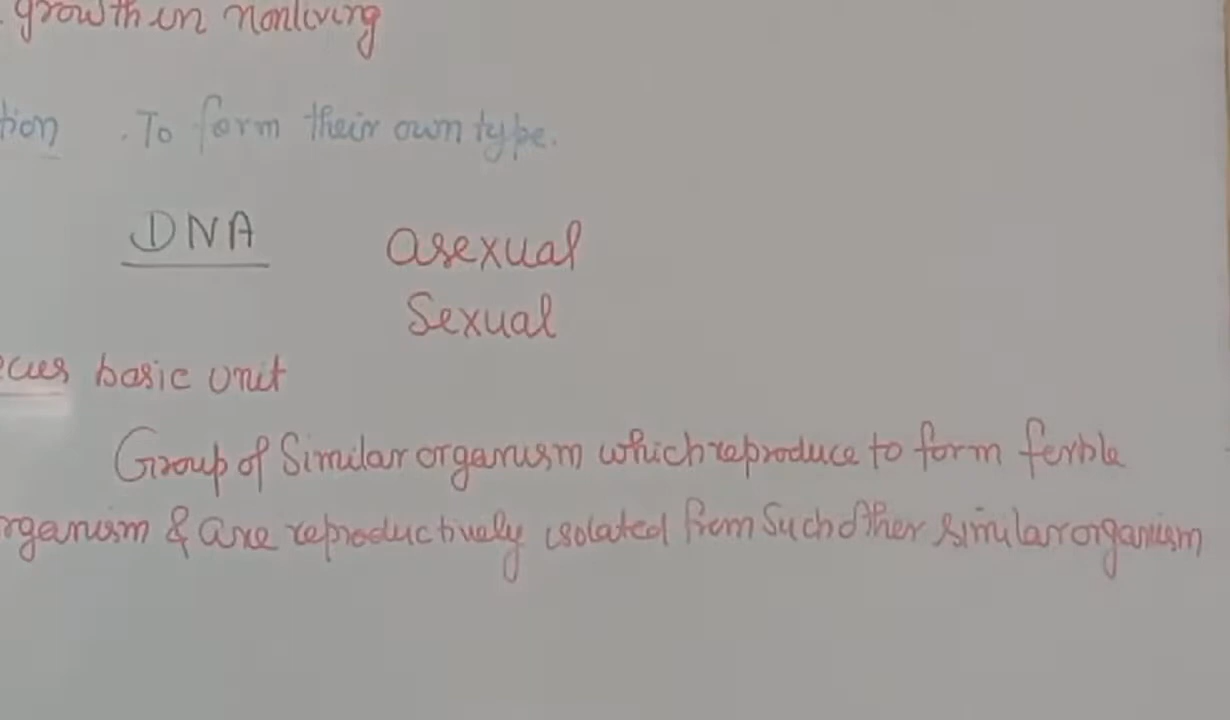 growth in nonliving
tion . To form their own type.
DNA asexual
Sexual
ecies basic unit
Group of Similar organism which reproduce to form fertile
rganism & are reproductively isolated from Such other similar organism